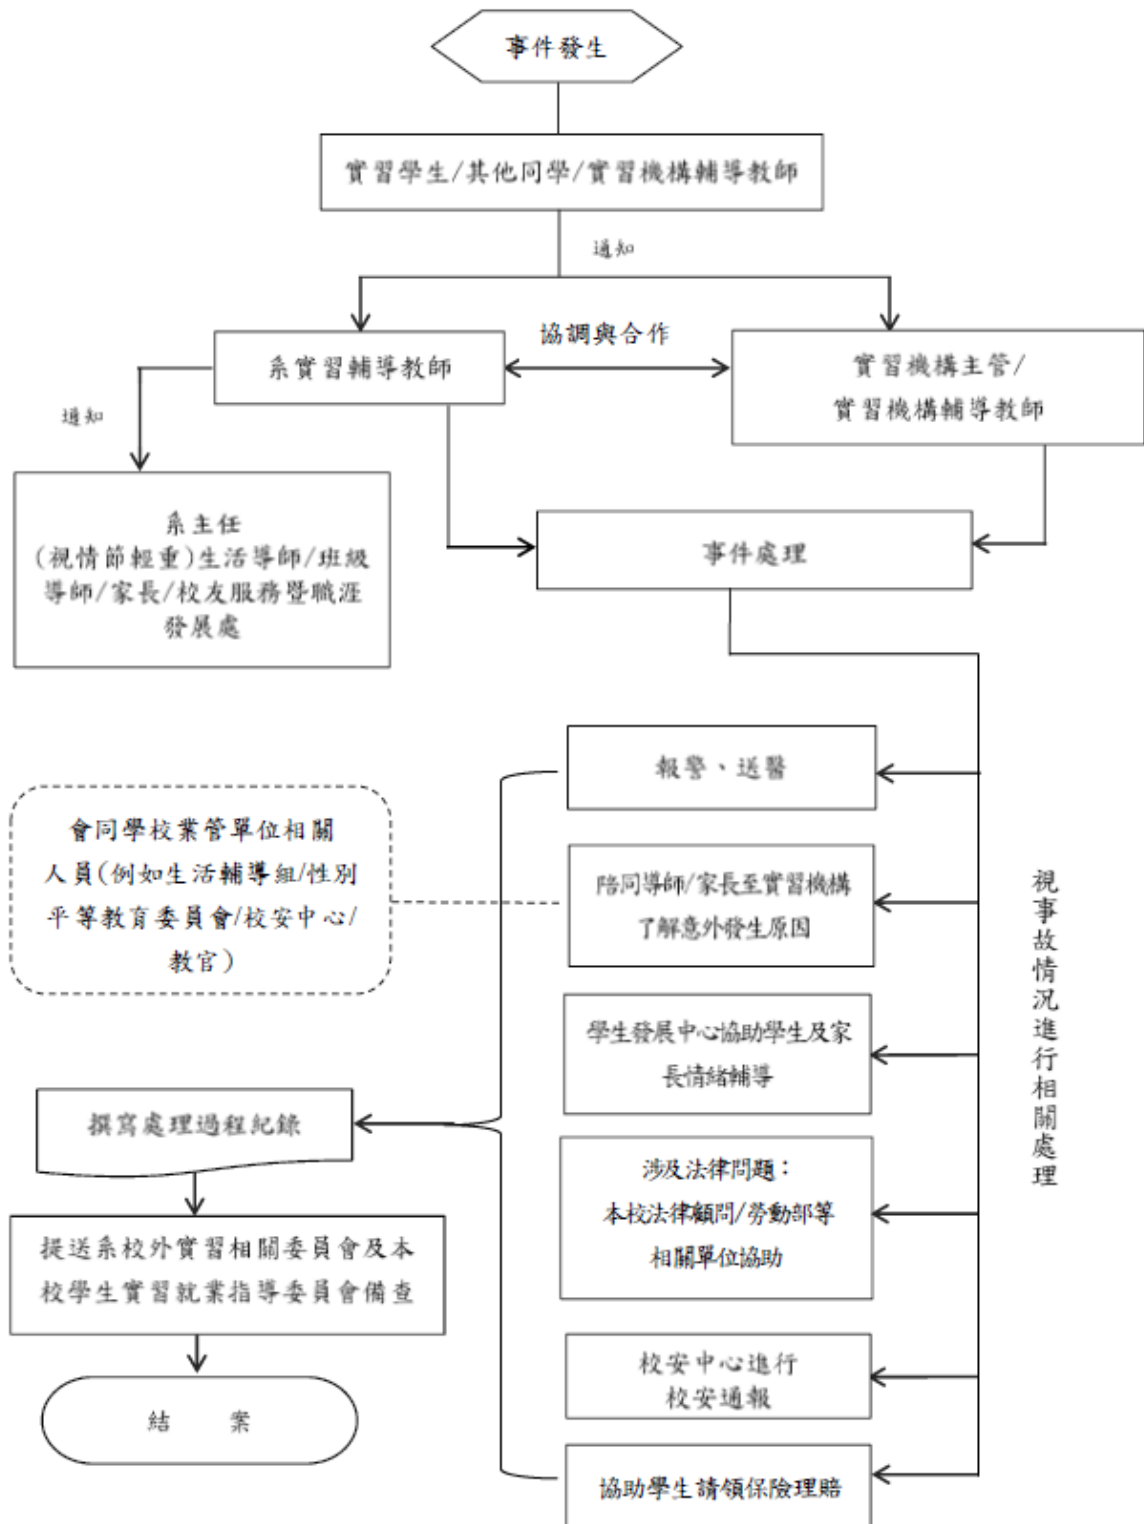 事件發生
實習學生/其他同學/實習機構輔導教師
通知
協調與合作
系實習輔導教師
實習機構主管/
實習機構輔導教師
通知
系主任
(視情節輕重)生活導師/班級
導師/家長/校友服務暨職涯
發展處
事件處理
視事故情況進行相關處理
報警、送醫
會同學校業管單位相關
人員(例如生活輔導組/性別
平等教育委員會/校安中心/
教官)
陪同導師/家長至實習機構
了解意外發生原因
學生發展中心協助學生及家
長情緒輔導
撰寫處理過程紀錄
涉及法律問題：
本校法律顧問/勞動部等
相關單位協助
提送系校外實習相關委員會及本
校學生實習就業指導委員會備查
校安中心進行
校安通報
結 案
協助學生請領保險理賠